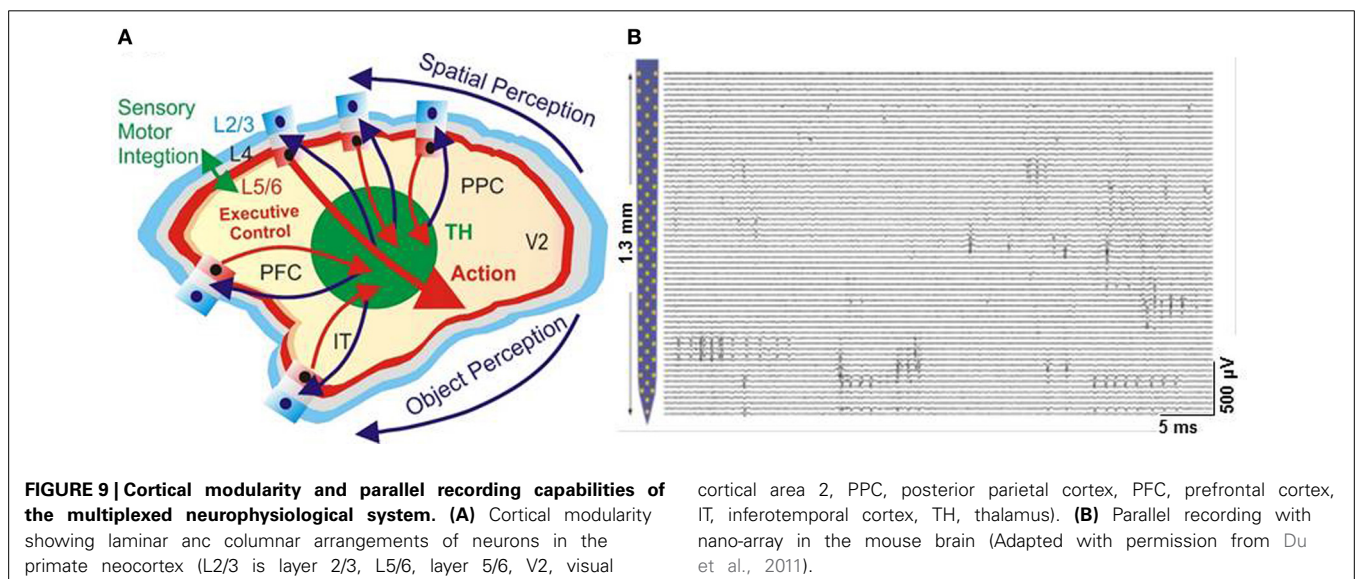 A
Spatial Perception
Sensory
Motor
Integtion
L2/3
L4
L5/6
Executive
Control
PPC
TH
V2
PFC
Action
IT
Object Perception
B
1.3 mm
500 µV
5 ms
FIGURE 9 | Cortical modularity and parallel recording capabilities of
the multiplexed neurophysiological system. (A) Cortical modularity
showing laminar anc columnar arrangements of neurons in the
primate neocortex (L2/3 is layer 2/3, L5/6, layer 5/6, V2, visual
cortical area 2, PPC, posterior parietal cortex, PFC, prefrontal cortex,
IT, inferotemporal cortex, TH, thalamus). (B) Parallel recording with
nano-array in the mouse brain (Adapted with permission from Du
et al., 2011).